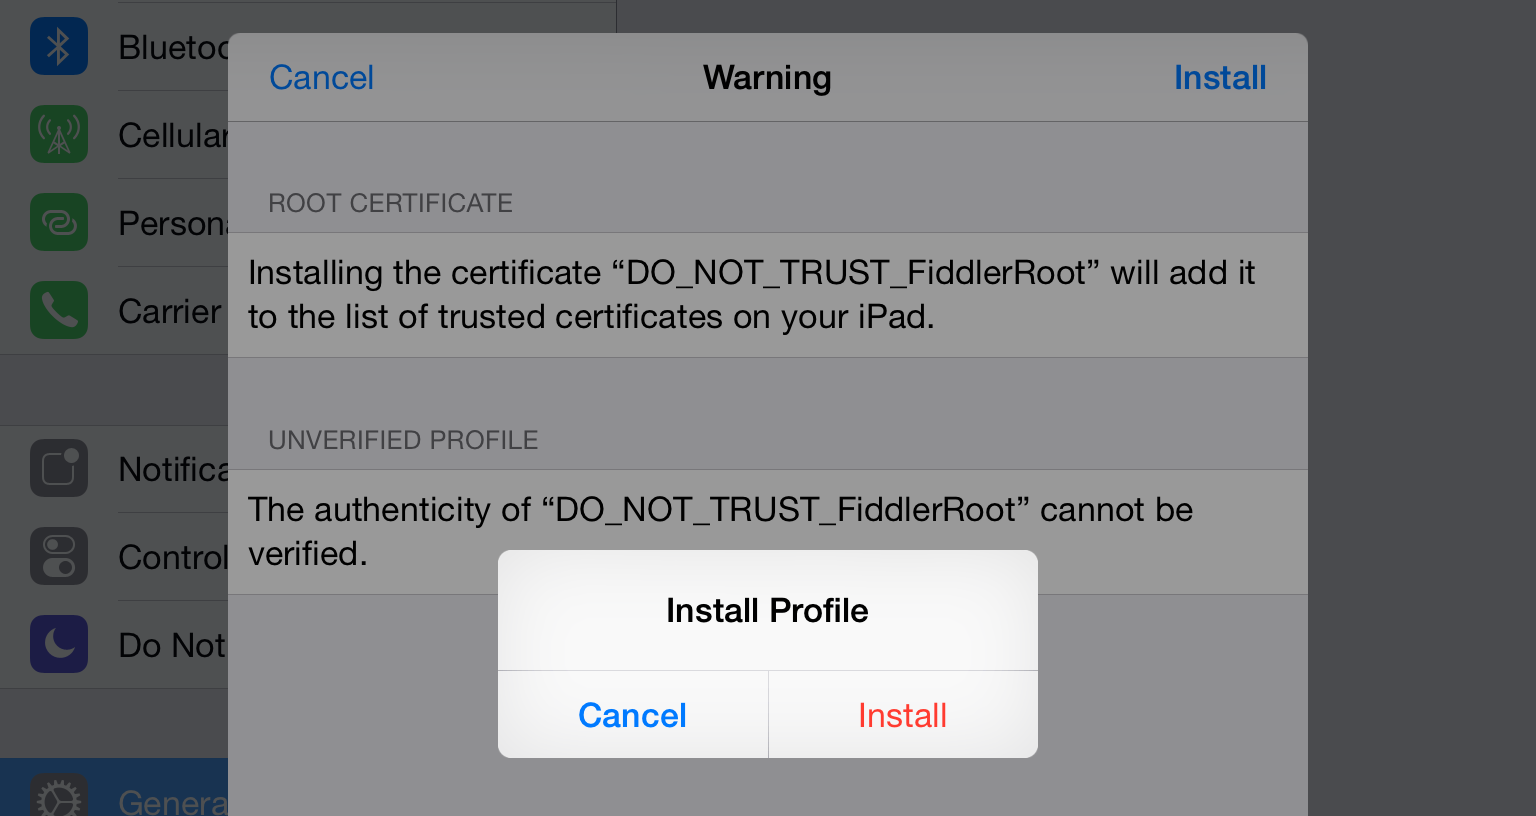 Bluetoo
Cellular
Persona
Carrier
Notifica
Control
Do Not
Genera
Cancel
Warning
Install
ROOT CERTIFICATE
Installing the certificate “DO_NOT_TRUST_FiddlerRoot” will add it
to the list of trusted certificates on your iPad.
UNVERIFIED PROFILE
The authenticity of “DO_NOT_TRUST_FiddlerRoot” cannot be
verified.
Install Profile
Cancel
Install